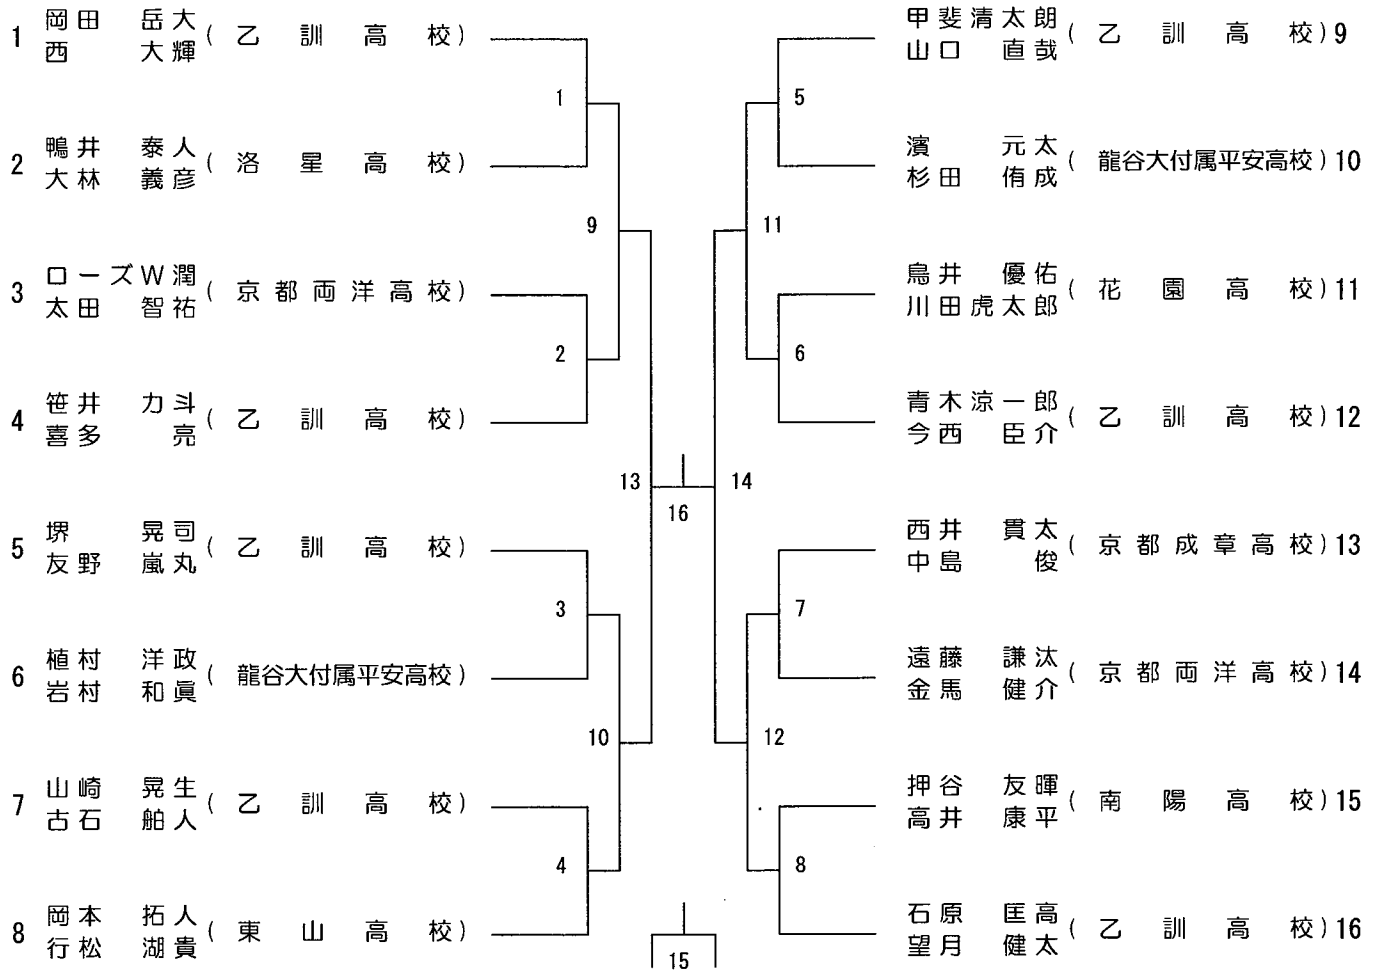 1 岡田 岳大 西 大輝 (乙訓高校)
2 鴨井 泰人 大林 義彦 (洛星高校)
3 ローズW潤 太田 智祐 (京都両洋高校)
4 笹井 力斗 喜多 亮 (乙訓高校)
5 堺 晃司 友野 嵐丸 (乙訓高校)
6 植村 洋政 岩村 和眞 (龍谷大付属平安高校)
7 山崎 晃生 古石 舶人 (乙訓高校)
8 岡本 拓人 行松 湖貴 (東山高校)
1
2
3
4
9
10
13
16
15
14
11
12
5
6
7
8
甲斐清太朗 山口 直哉 (乙訓高校) 9
濱 元太 杉田 侑成 (龍谷大付属平安高校) 10
鳥井 優佑 川田虎太郎 (花園高校) 11
青木涼一郎 今西 臣介 (乙訓高校) 12
西井 貫太 中島 俊 (京都成章高校) 13
遠藤 謙汰 金馬 健介 (京都両洋高校) 14
押谷 友暉 高井 康平 (南陽高校) 15
石原 匡高 望月 健太 (乙訓高校) 16